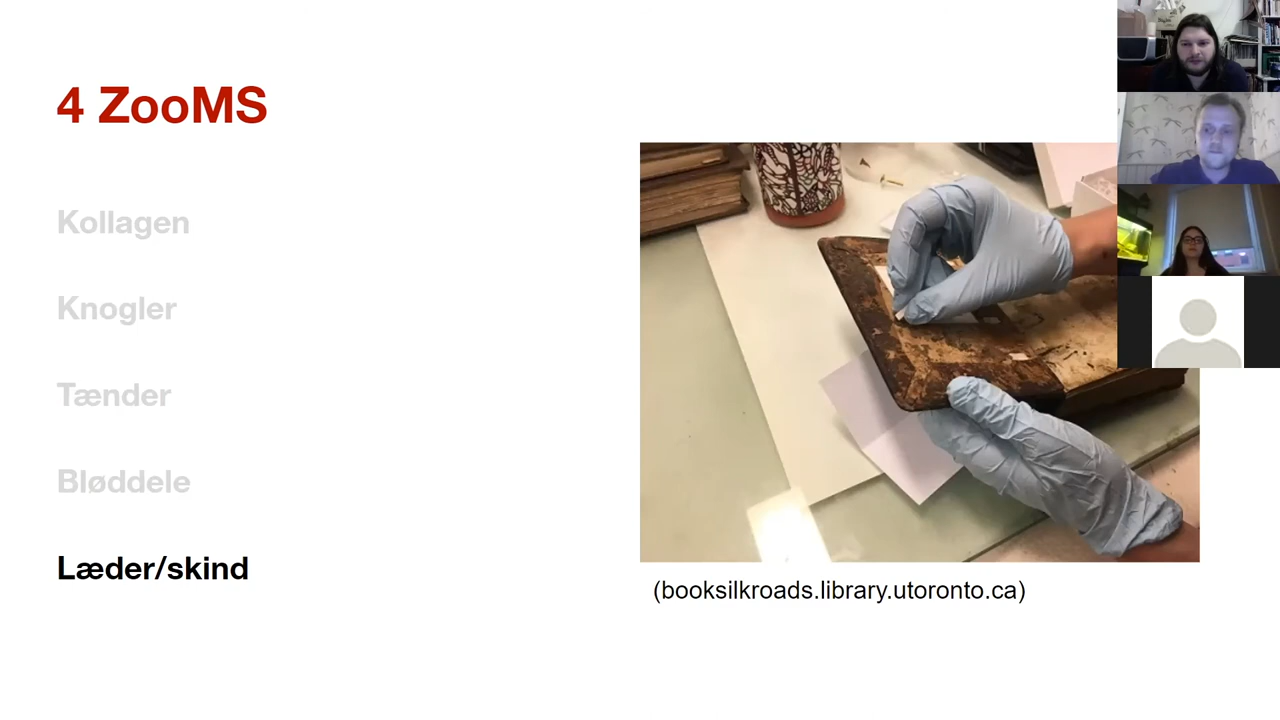 4 ZooMS
Kollagen
Knogler
Tænder
Bløddele
Læder/skind
(booksilkroads.library.utoronto.ca)